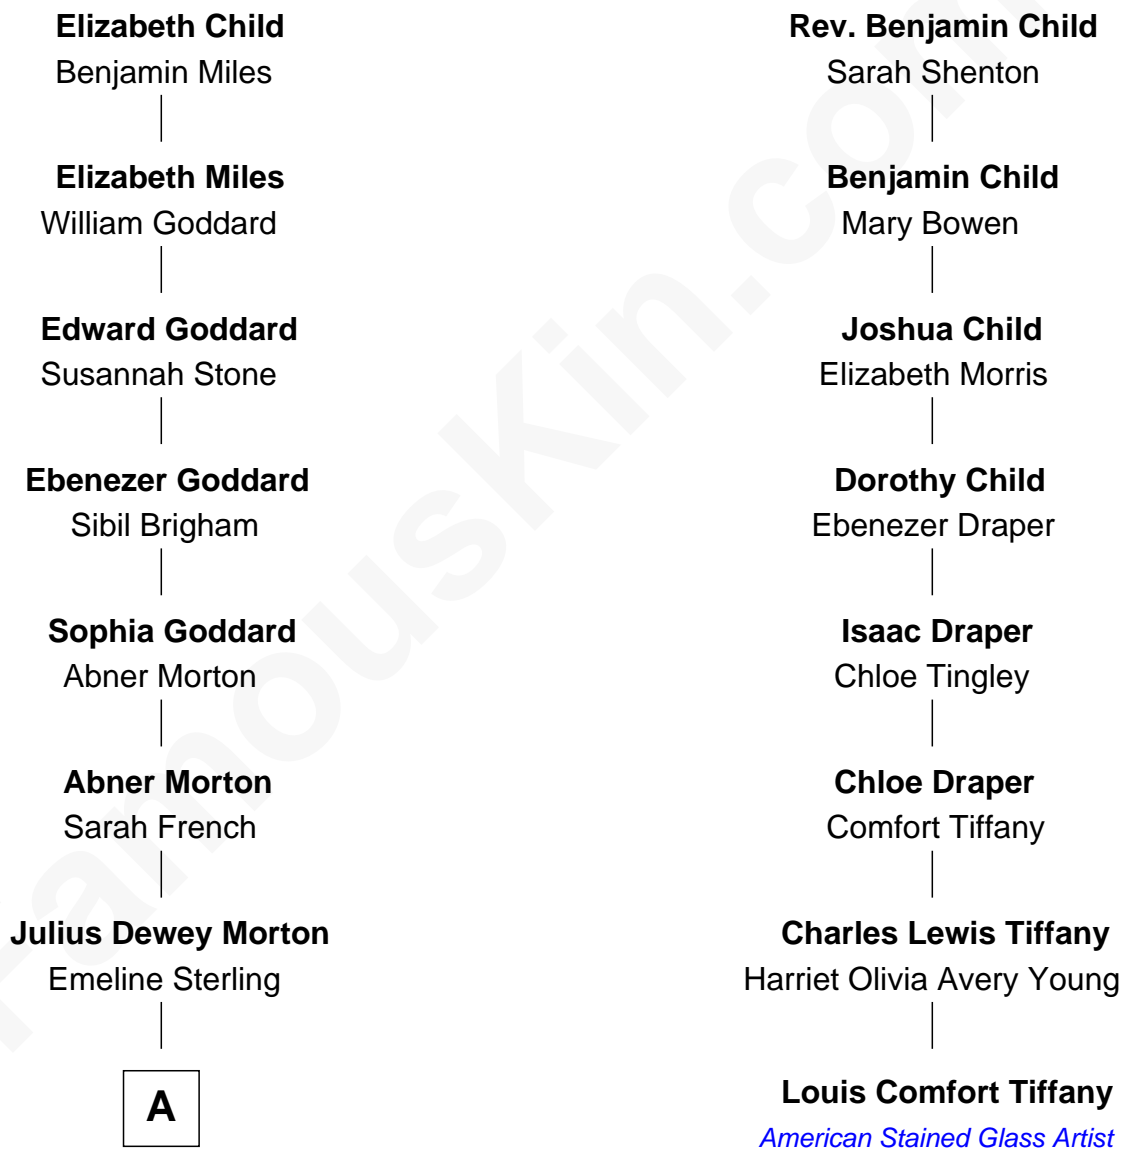 Elizabeth Child
Benjamin Miles
Elizabeth Miles
William Goddard
Edward Goddard
Susannah Stone
Ebenezer Goddard
Sibil Brigham
Sophia Goddard
Abner Morton
Abner Morton
Sarah French
Julius Dewey Morton
Emeline Sterling
A
Rev. Benjamin Child
Sarah Shenton
Benjamin Child
Mary Bowen
Joshua Child
Elizabeth Morris
Dorothy Child
Ebenezer Draper
Isaac Draper
Chloe Tingley
Chloe Draper
Comfort Tiffany
Charles Lewis Tiffany
Harriet Olivia Avery Young
Louis Comfort Tiffany
American Stained Glass Artist
FamousKin.com